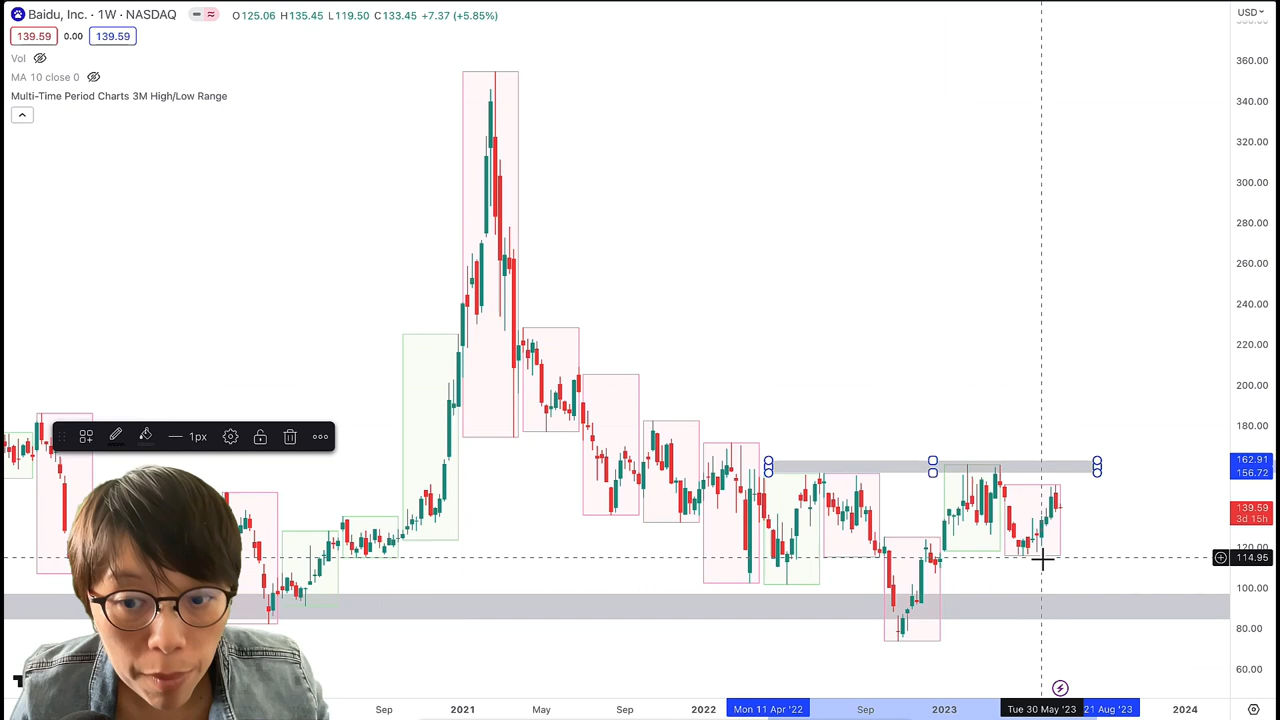 Baidu, Inc. · 1W · NASDAQ O125.06 H135.45 L119.50 C133.45 +7.37 (+5.85%) USD
139.59 0.00 139.59
Vol
MA 10 close 0
Multi-Time Period Charts 3M High/Low Range
360.00
340.00
320.00
300.00
280.00
260.00
240.00
220.00
200.00
180.00
1px
162.91
156.72
139.59
3d 15h
120.00
114.95
100.00
80.00
60.00
Sep 2021 May Sep 2022 Mon 11 Apr '22 Sep 2023 Tue 30 May '23 21 Aug '23 2024